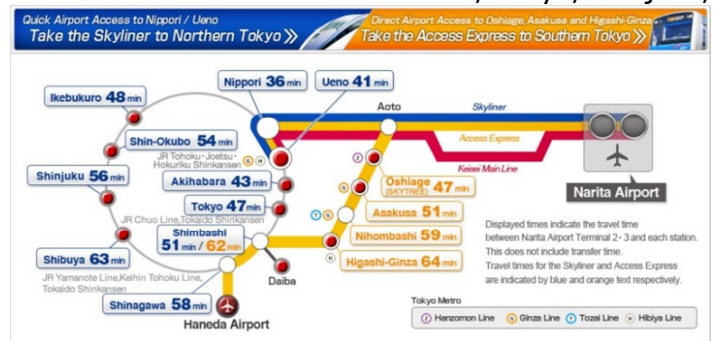 Quick Airport Access to Nippori / Ueno
Take the Skyliner to Northern Tokyo >>
Direct Airport Access to Oshiage, Asakusa and Higashi-Ginza
Take the Access Express to Southern Tokyo >>
Nippori 36 min
Ueno 41 min
Ikebukuro 48 min
Aoto
Skyliner
Access Express
Keisei Main Line
Narita Airport
Shin-Okubo 54 min
JR Tohoku・Joetsu・
Hokuriku Shinkansen
G H
Shinjuku 56 min
Akihabara 43 min
Tokyo 47 min
JR Chuo Line,Tokaido Shinkansen
Z
Oshiage 47 min
(SKYTREE)
G
Asakusa 51 min
T G
Nihombashi 59 min
H
Higashi-Ginza 64 min
Shimbashi
51 min / 62 min
Shibuya 63 min
Daiba
JR Yamanote Line,Keihin Tohoku Line,
Tokaido Shinkansen
Shinagawa 58 min
Haneda Airport
Displayed times indicate the travel time
between Narita Airport Terminal 2・3 and each station.
This does not include transfer time.
Travel times for the Skyliner and Access Express
are indicated by blue and orange text respectively.
Tokyo Metro
Z Hanzomon Line G Ginza Line T Tozai Line H Hibiya Line